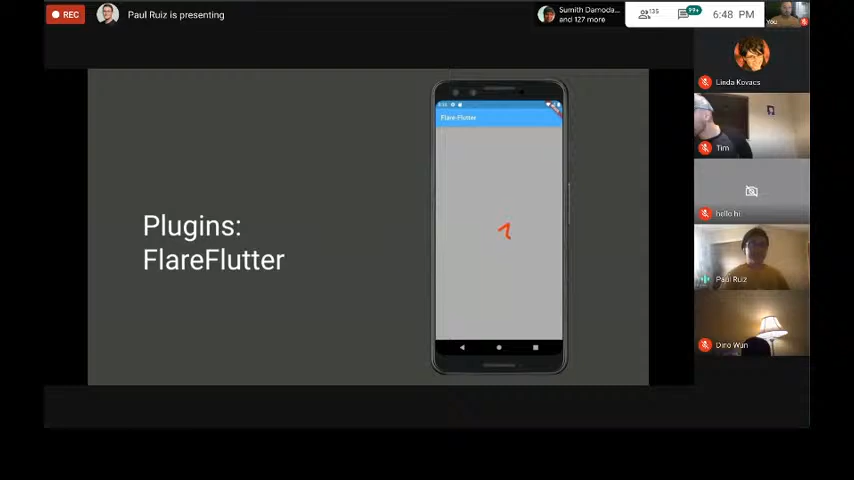 REC
Paul Ruiz is presenting
Sumith Damoda...
and 127 more
135
99+
6:48 PM
You
Linda Kovacs
Tim
hello hi
Paul Ruiz
Dino Wun
Flare-Flutter
Plugins:
FlareFlutter